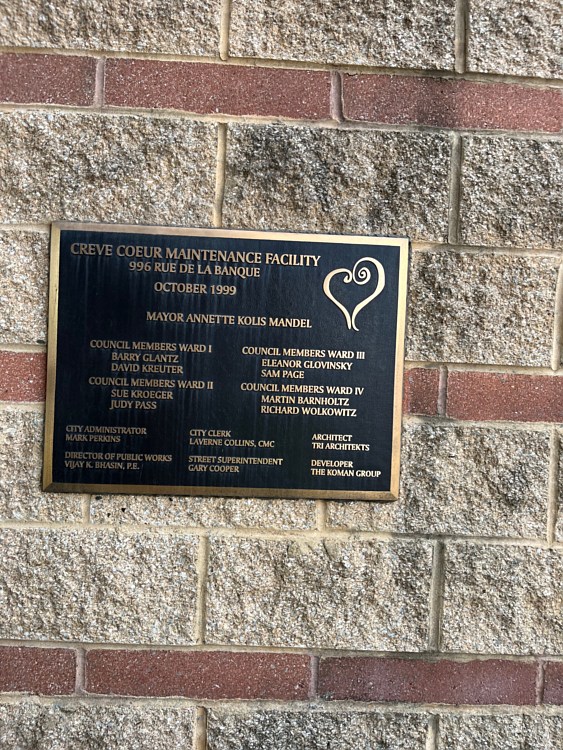 CREVE COEUR MAINTENANCE FACILITY
996 RUE DE LA BANQUE
OCTOBER 1999
MAYOR ANNETTE KOLIS MANDEL
COUNCIL MEMBERS WARD I
BARRY GLANTZ
DAVID KREUTER
COUNCIL MEMBERS WARD II
SUE KROEGER
JUDY PASS
COUNCIL MEMBERS WARD III
ELEANOR GLOVINSKY
SAM PAGE
COUNCIL MEMBERS WARD IV
MARTIN BARNHOLTZ
RICHARD WOLKOWITZ
CITY ADMINISTRATOR
MARK PERKINS
CITY CLERK
LAVERNE COLLINS, CMC
ARCHITECT
TRI ARCHITEKTS
DIRECTOR OF PUBLIC WORKS
VIJAY K. BHASIN, P.E.
STREET SUPERINTENDENT
GARY COOPER
DEVELOPER
THE KOMAN GROUP